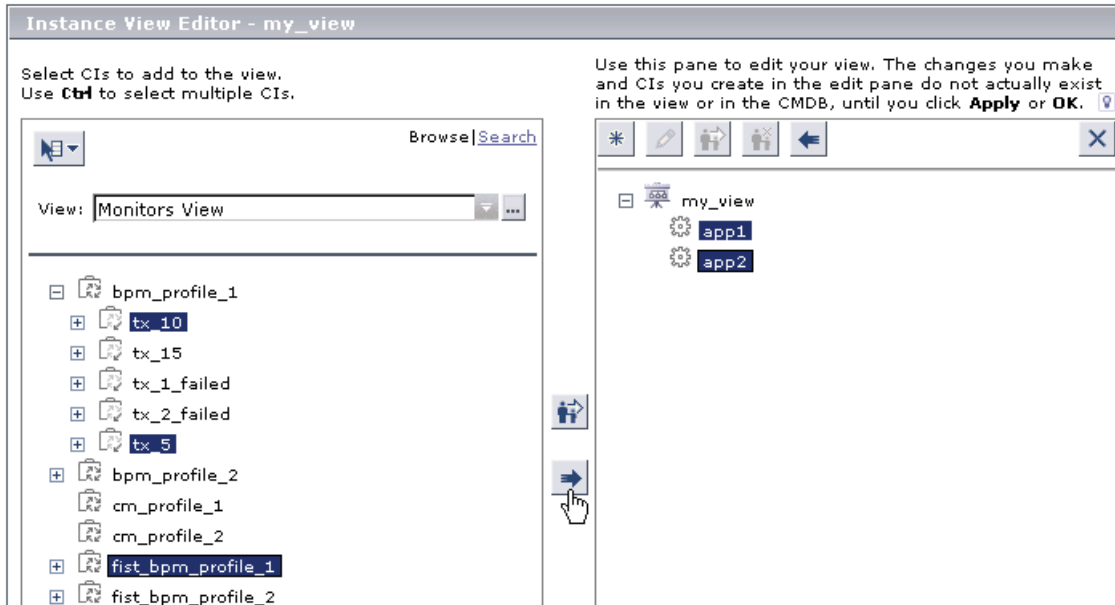 Instance View Editor - my_view
Select CIs to add to the view.
Use Ctrl to select multiple CIs.
Browse|Search
View: Monitors View
...
bpm_profile_1
tx_10
tx_15
tx_1_failed
tx_2_failed
tx_5
bpm_profile_2
cm_profile_1
cm_profile_2
fist_bpm_profile_1
fist_bpm_profile_2
Use this pane to edit your view. The changes you make
and CIs you create in the edit pane do not actually exist
in the view or in the CMDB, until you click Apply or OK.
my_view
app1
app2